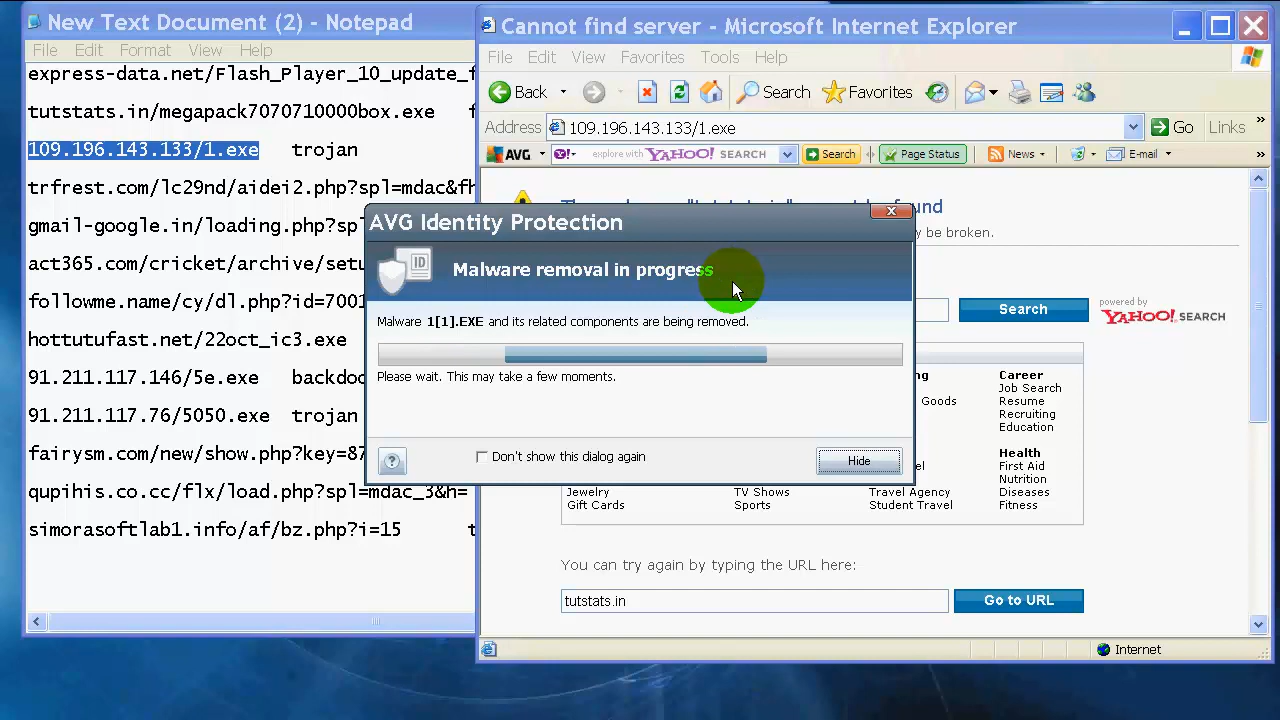 New Text Document (2) - Notepad
File Edit Format View Help
express-data.net/Flash_Player_10_update_f
tutstats.in/megapack7070710000box.exe f
109.196.143.133/1.exe trojan
trfrest.com/lc29nd/aidei2.php?spl=mdac&fh
gmail-google.in/loading.php?sp
act365.com/cricket/archive/setu
followme.name/cy/dl.php?id=7001
hottutufast.net/22oct_ic3.exe
91.211.117.146/5e.exe backdo
91.211.117.76/5050.exe trojan
fairysm.com/new/show.php?key=87
qupihis.co.cc/flx/load.php?spl=mdac_3&h=
simorasoftlab1.info/af/bz.php?i=15 t
Cannot find server - Microsoft Internet Explorer
File Edit View Favorites Tools Help
Back Search Favorites
Address 109.196.143.133/1.exe Go Links
AVG Y! explore with YAHOO! SEARCH Search Page Status News E-mail
und
y be broken.
Search powered by YAHOO! SEARCH
AVG Identity Protection
ID Malware removal in progress
Malware 1[1].EXE and its related components are being removed.
Please wait. This may take a few moments.
Don't show this dialog again Hide
ng Career
Job Search
Goods Resume
Recruiting
Education
Health
el First Aid
Nutrition
Jewelry TV Shows Travel Agency Diseases
Gift Cards Sports Student Travel Fitness
You can try again by typing the URL here:
tutstats.in Go to URL
Internet